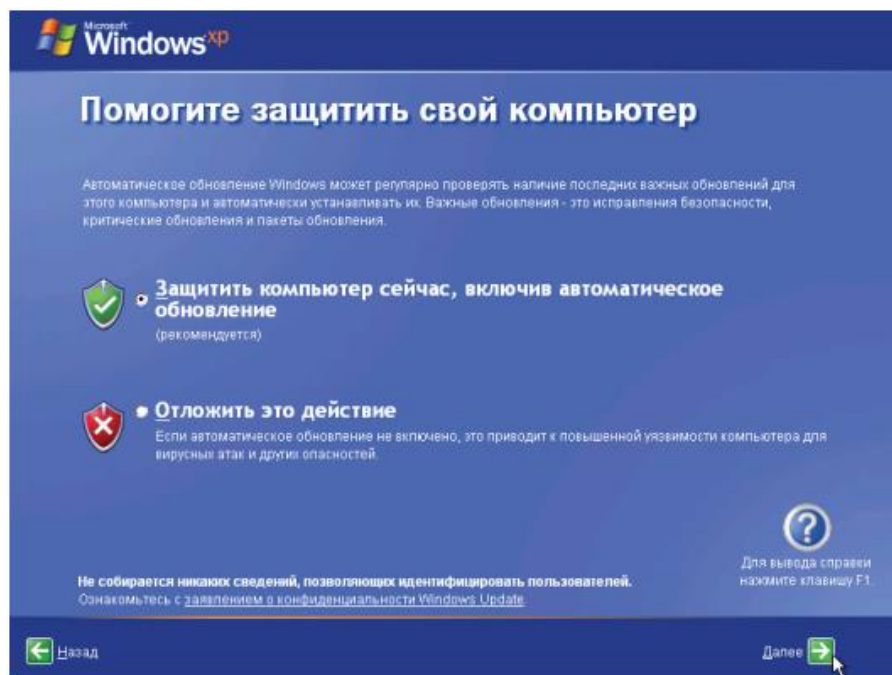 Microsoft
Windows xp
Помогите защитить свой компьютер
Автоматическое обновление Windows может регулярно проверять наличие последних важных обновлений для
этого компьютера и автоматически устанавливать их. Важные обновления - это исправления безопасности,
критические обновления и пакеты обновления.
Защитить компьютер сейчас, включив автоматическое
обновление
(рекомендуется)
Отложить это действие
Если автоматическое обновление не включено, это приводит к повышенной уязвимости компьютера для
вирусных атак и других опасностей.
?
Для вывода справки
нажмите клавишу F1.
Не собирается никаких сведений, позволяющих идентифицировать пользователей.
Ознакомьтесь с заявлением о конфиденциальности Windows Update.
Назад
Далее